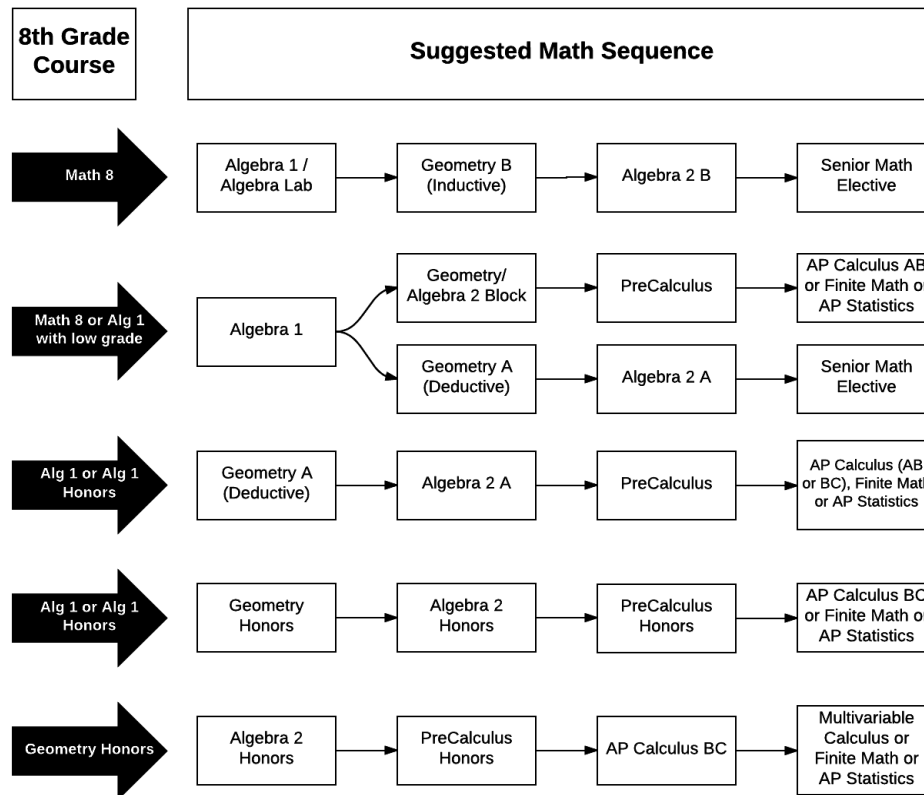 8th Grade
Course
Suggested Math Sequence
Math 8
Algebra 1 /
Algebra Lab
Geometry B
(Inductive)
Algebra 2 B
Senior Math
Elective
Math 8 or Alg 1
with low grade
Algebra 1
Geometry/
Algebra 2 Block
PreCalculus
AP Calculus AB
or Finite Math or
AP Statistics
Geometry A
(Deductive)
Algebra 2 A
Senior Math
Elective
Alg 1 or Alg 1
Honors
Geometry A
(Deductive)
Algebra 2 A
PreCalculus
AP Calculus (AB
or BC), Finite Math
or AP Statistics
Alg 1 or Alg 1
Honors
Geometry
Honors
Algebra 2
Honors
PreCalculus
Honors
AP Calculus BC
or Finite Math or
AP Statistics
Geometry Honors
Algebra 2
Honors
PreCalculus
Honors
AP Calculus BC
Multivariable
Calculus or
Finite Math or
AP Statistics